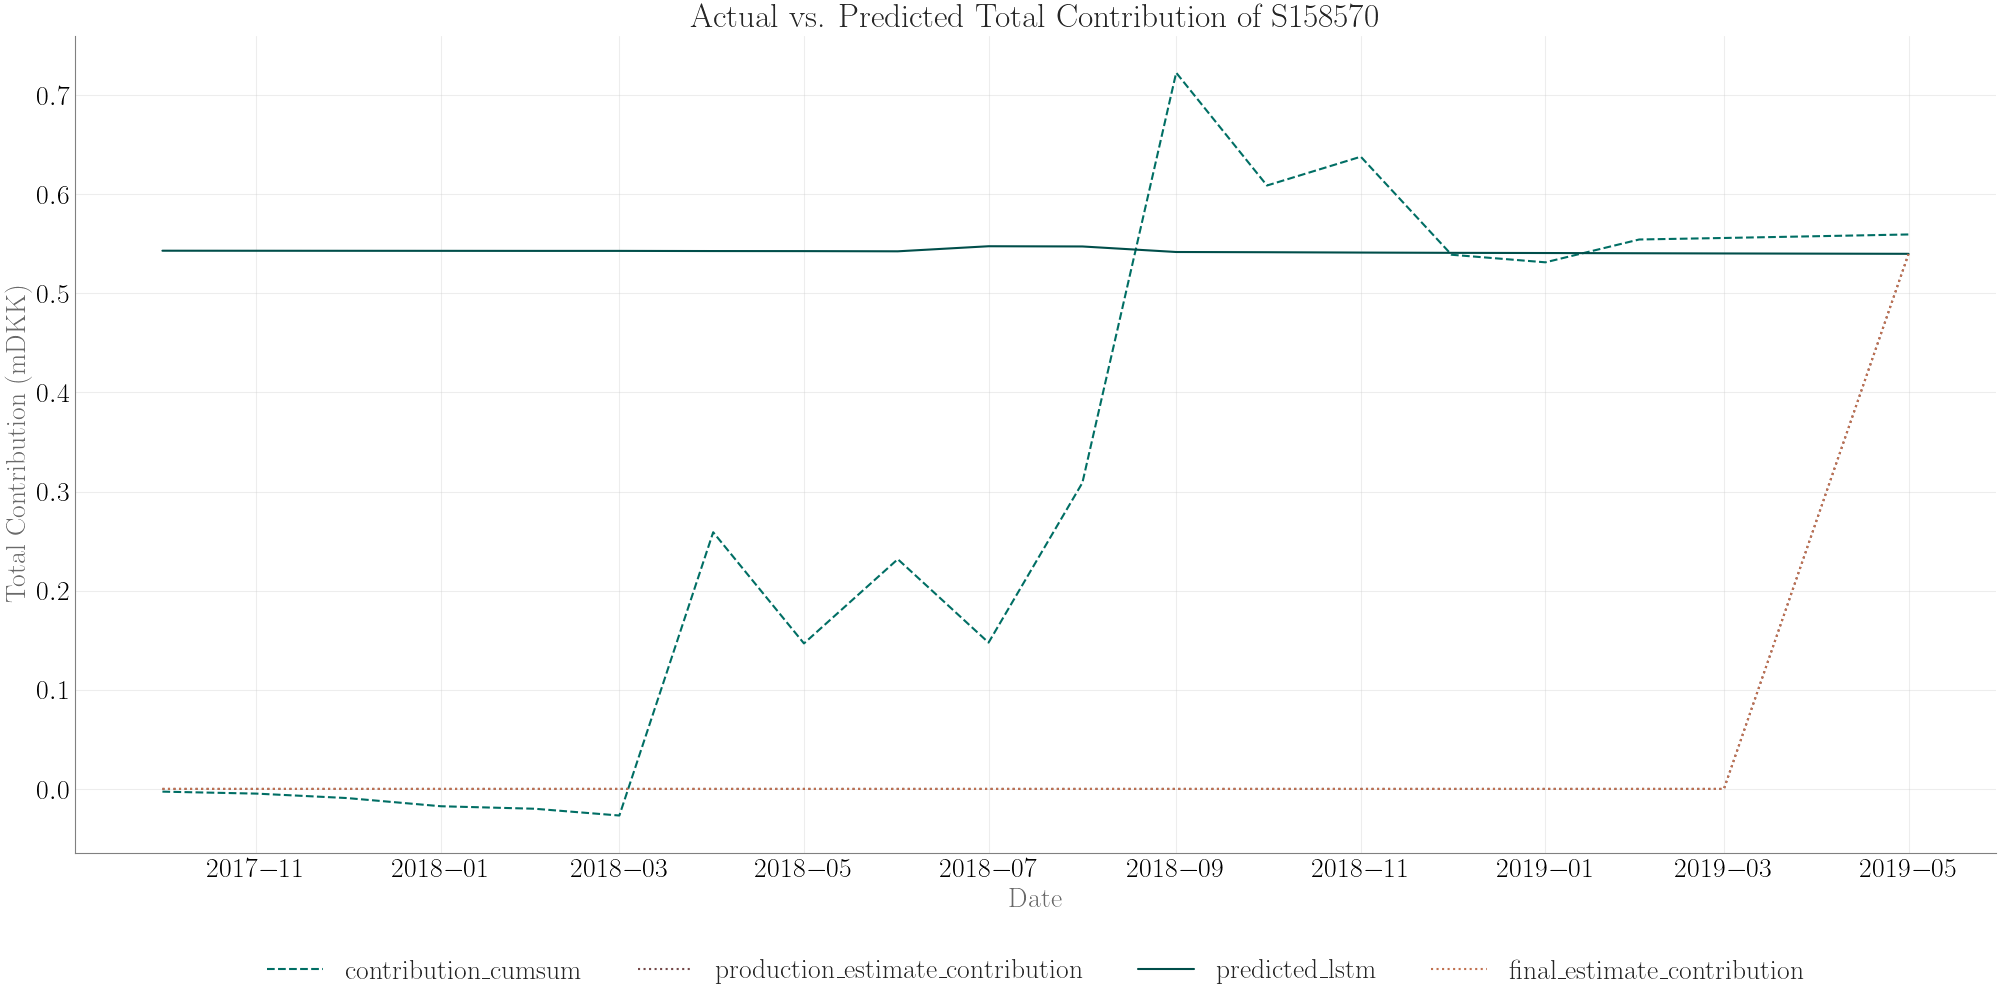 Actual vs. Predicted Total Contribution of S158570
Total Contribution (mDKK)
0.7
0.6
0.5
0.4
0.3
0.2
0.1
0.0
2017−11 2018−01 2018−03 2018−05 2018−07 2018−09 2018−11 2019−01 2019−03 2019−05
Date
contribution_cumsum production_estimate_contribution predicted_lstm final_estimate_contribution